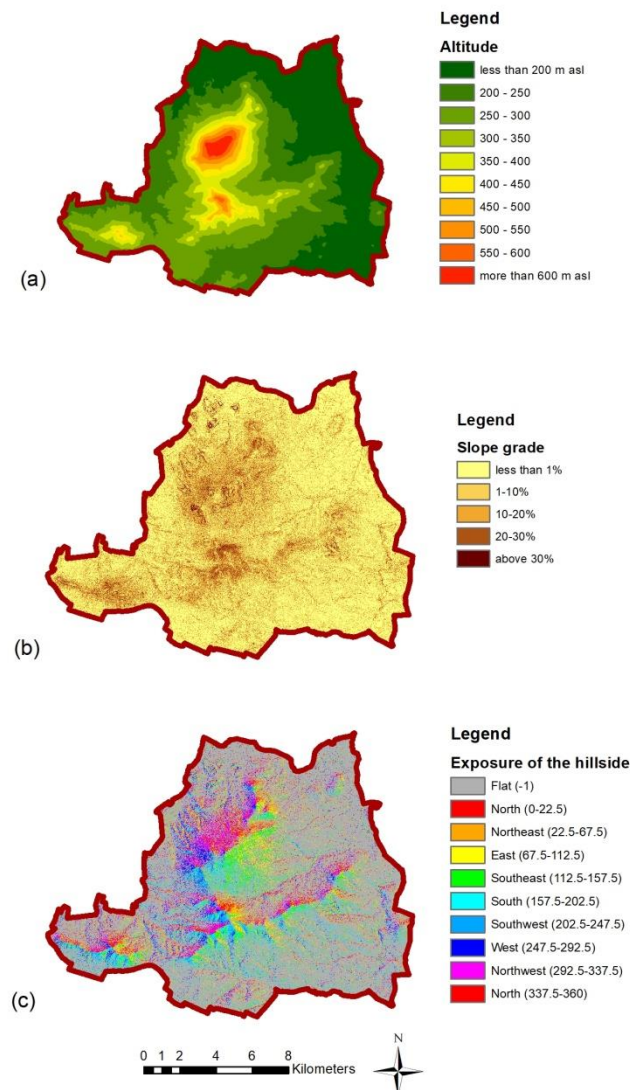 Legend
Altitude
less than 200 m asl
200 - 250
250 - 300
300 - 350
350 - 400
400 - 450
450 - 500
500 - 550
550 - 600
more than 600 m asl
(a)
Legend
Slope grade
less than 1%
1-10%
10-20%
20-30%
above 30%
(b)
Legend
Exposure of the hillside
Flat (-1)
North (0-22.5)
Northeast (22.5-67.5)
East (67.5-112.5)
Southeast (112.5-157.5)
South (157.5-202.5)
Southwest (202.5-247.5)
West (247.5-292.5)
Northwest (292.5-337.5)
North (337.5-360)
(c)
N
0 1 2 4 6 8
Kilometers